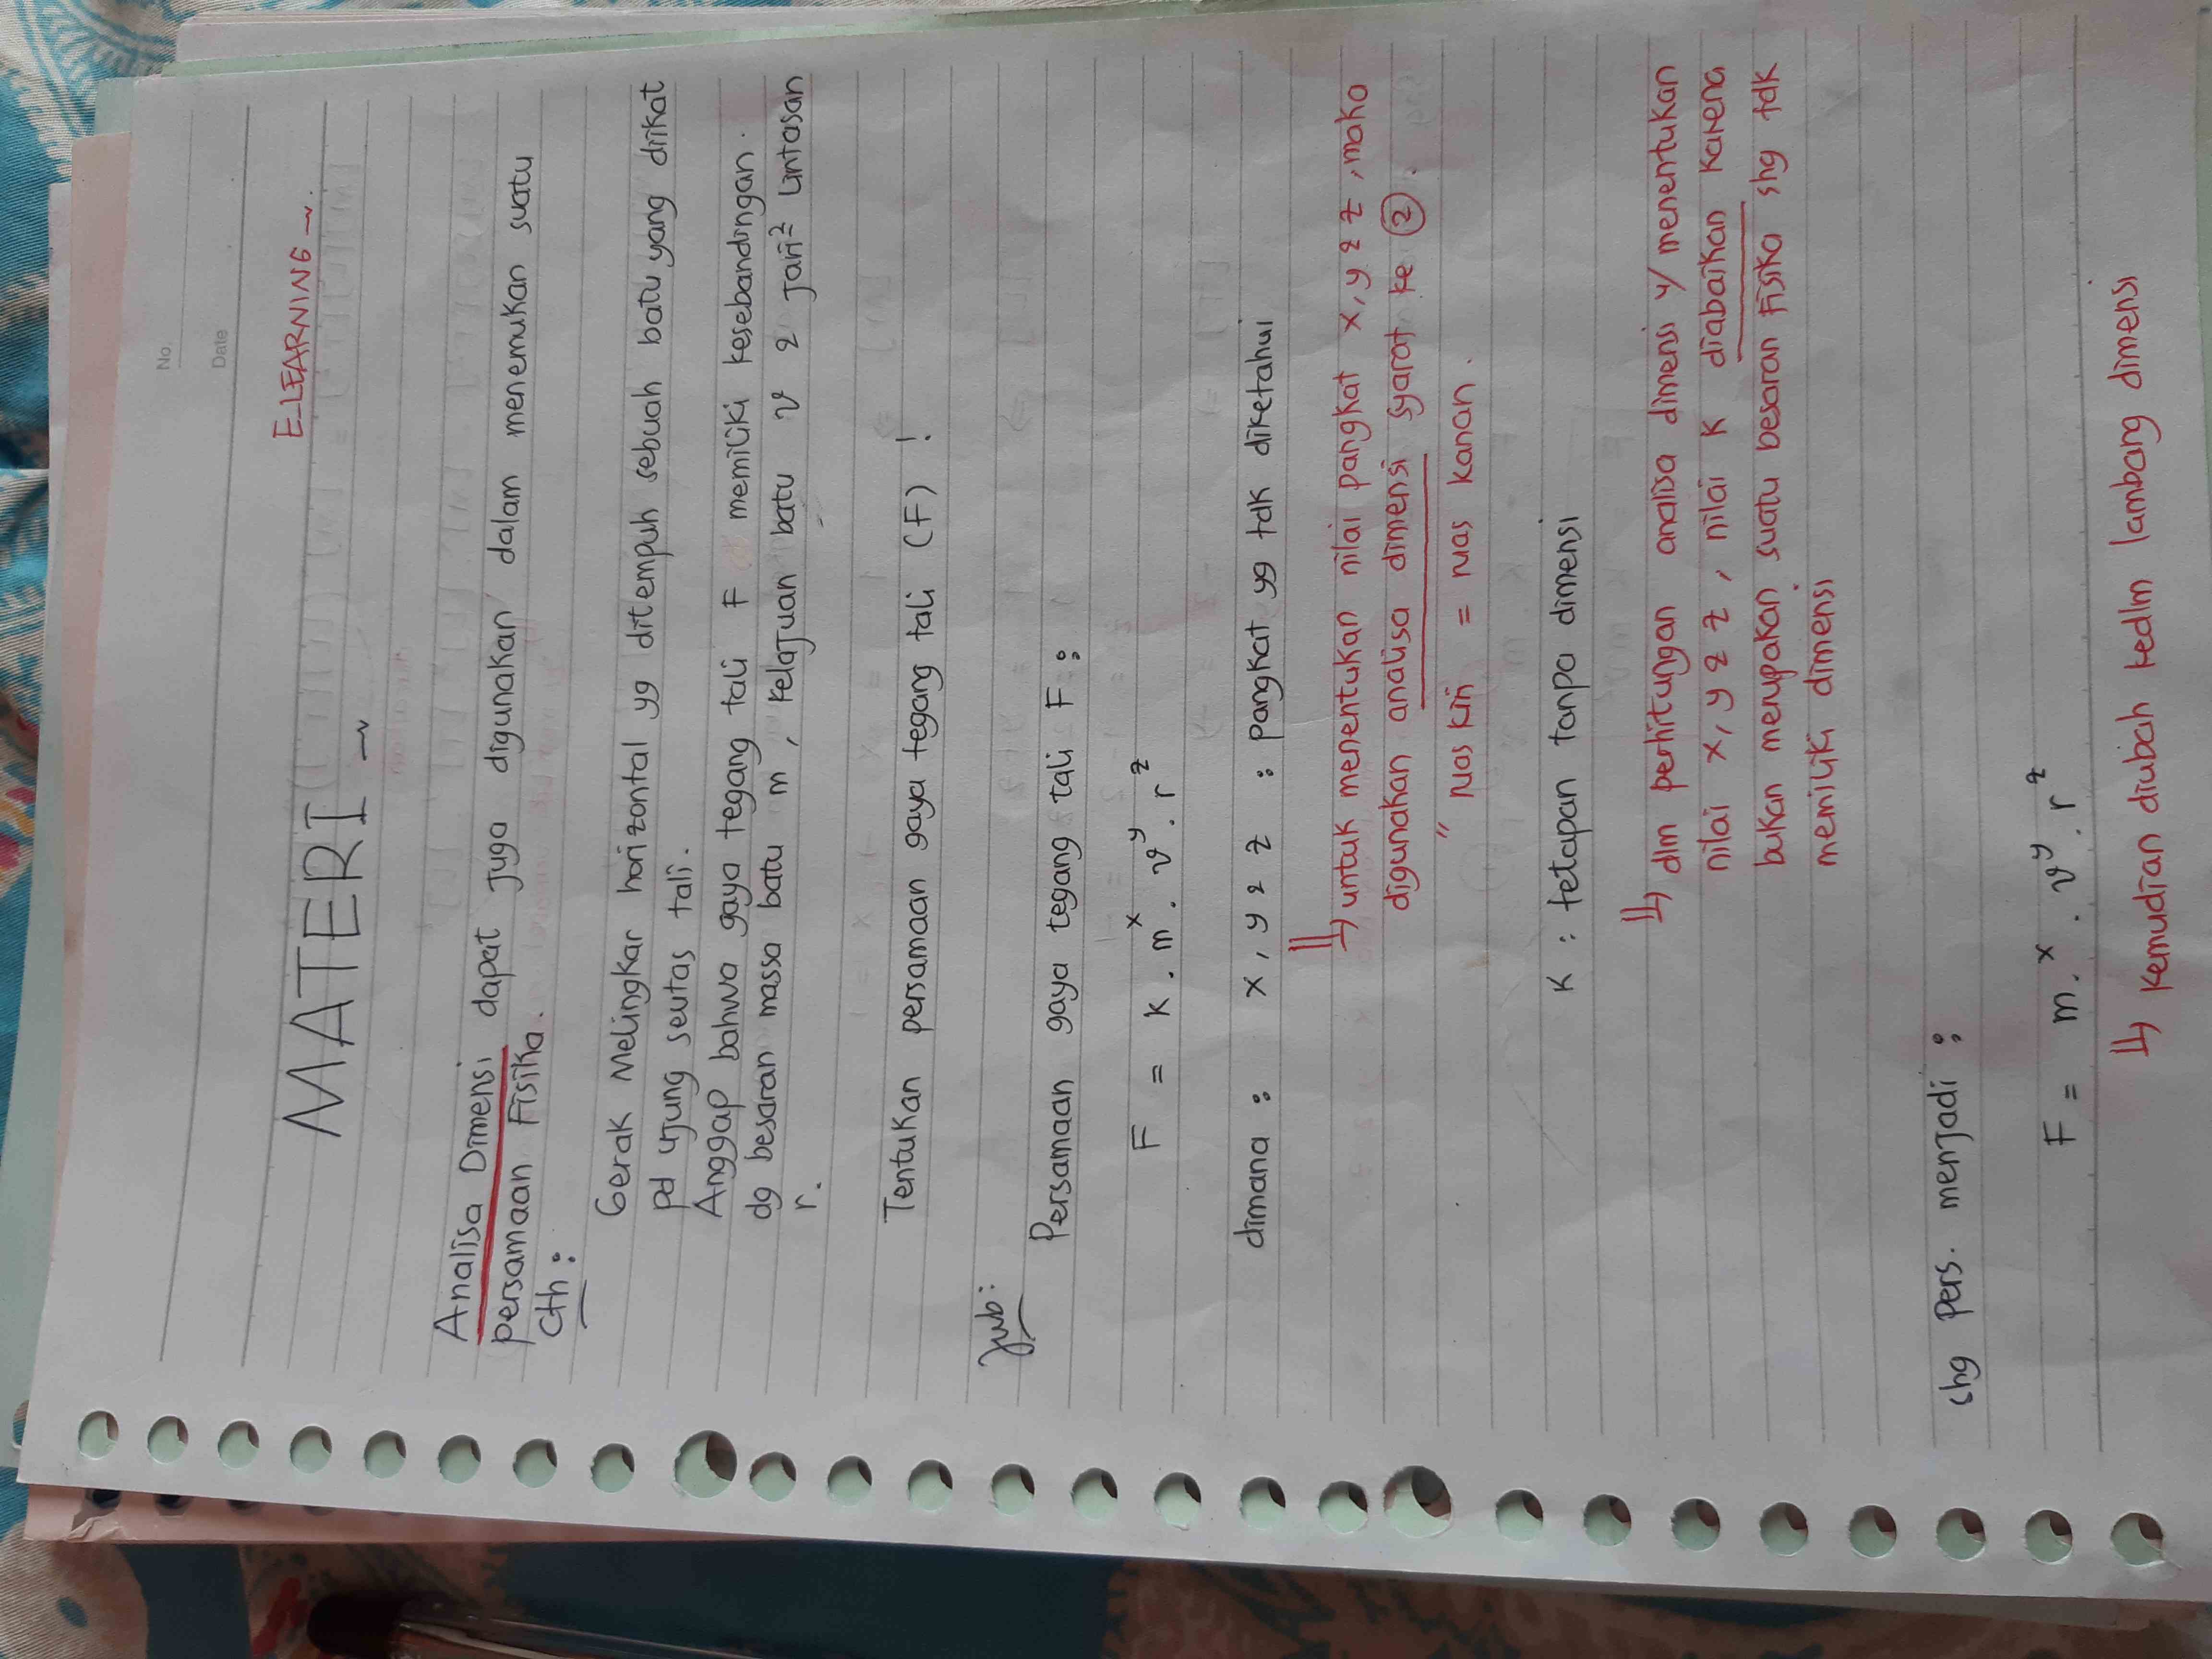 No.
Date
E-LEARNING
MATERI
Analisa Dimensi dapat juga digunakan dalam menemukan suatu
persamaan Fisika.
Cth :
Gerak Melingkar horizontal yg ditempuh sebuah batu yang diikat
pd ujung seutas tali.
Anggap bahwa gaya tegang tali F memiliki kesebandingan
dg besaran massa batu m, kelajuan batu v & jari² lintasan
r.
Tentukan persamaan gaya tegang tali (F) !
Jwb:
Persamaan gaya tegang tali F :
F = k . m^x . v^y . r^z
dimana : x, y & z : pangkat yg tdk diketahui
↳ untuk menentukan nilai pangkat x, y & z, maka
digunakan analisa dimensi syarat ke ②.
" ruas kiri = ruas kanan.
K : tetapan tanpa dimensi
↳ dlm perhitungan analisa dimensi u/ menentukan
nilai x, y & z, nilai K diabaikan karena
bukan merupakan suatu besaran Fisika shg tdk
memiliki dimensi
shg Pers. menjadi :
F = m.^x . v^y . r^z
↳ kemudian diubah kedlm lambang dimensi